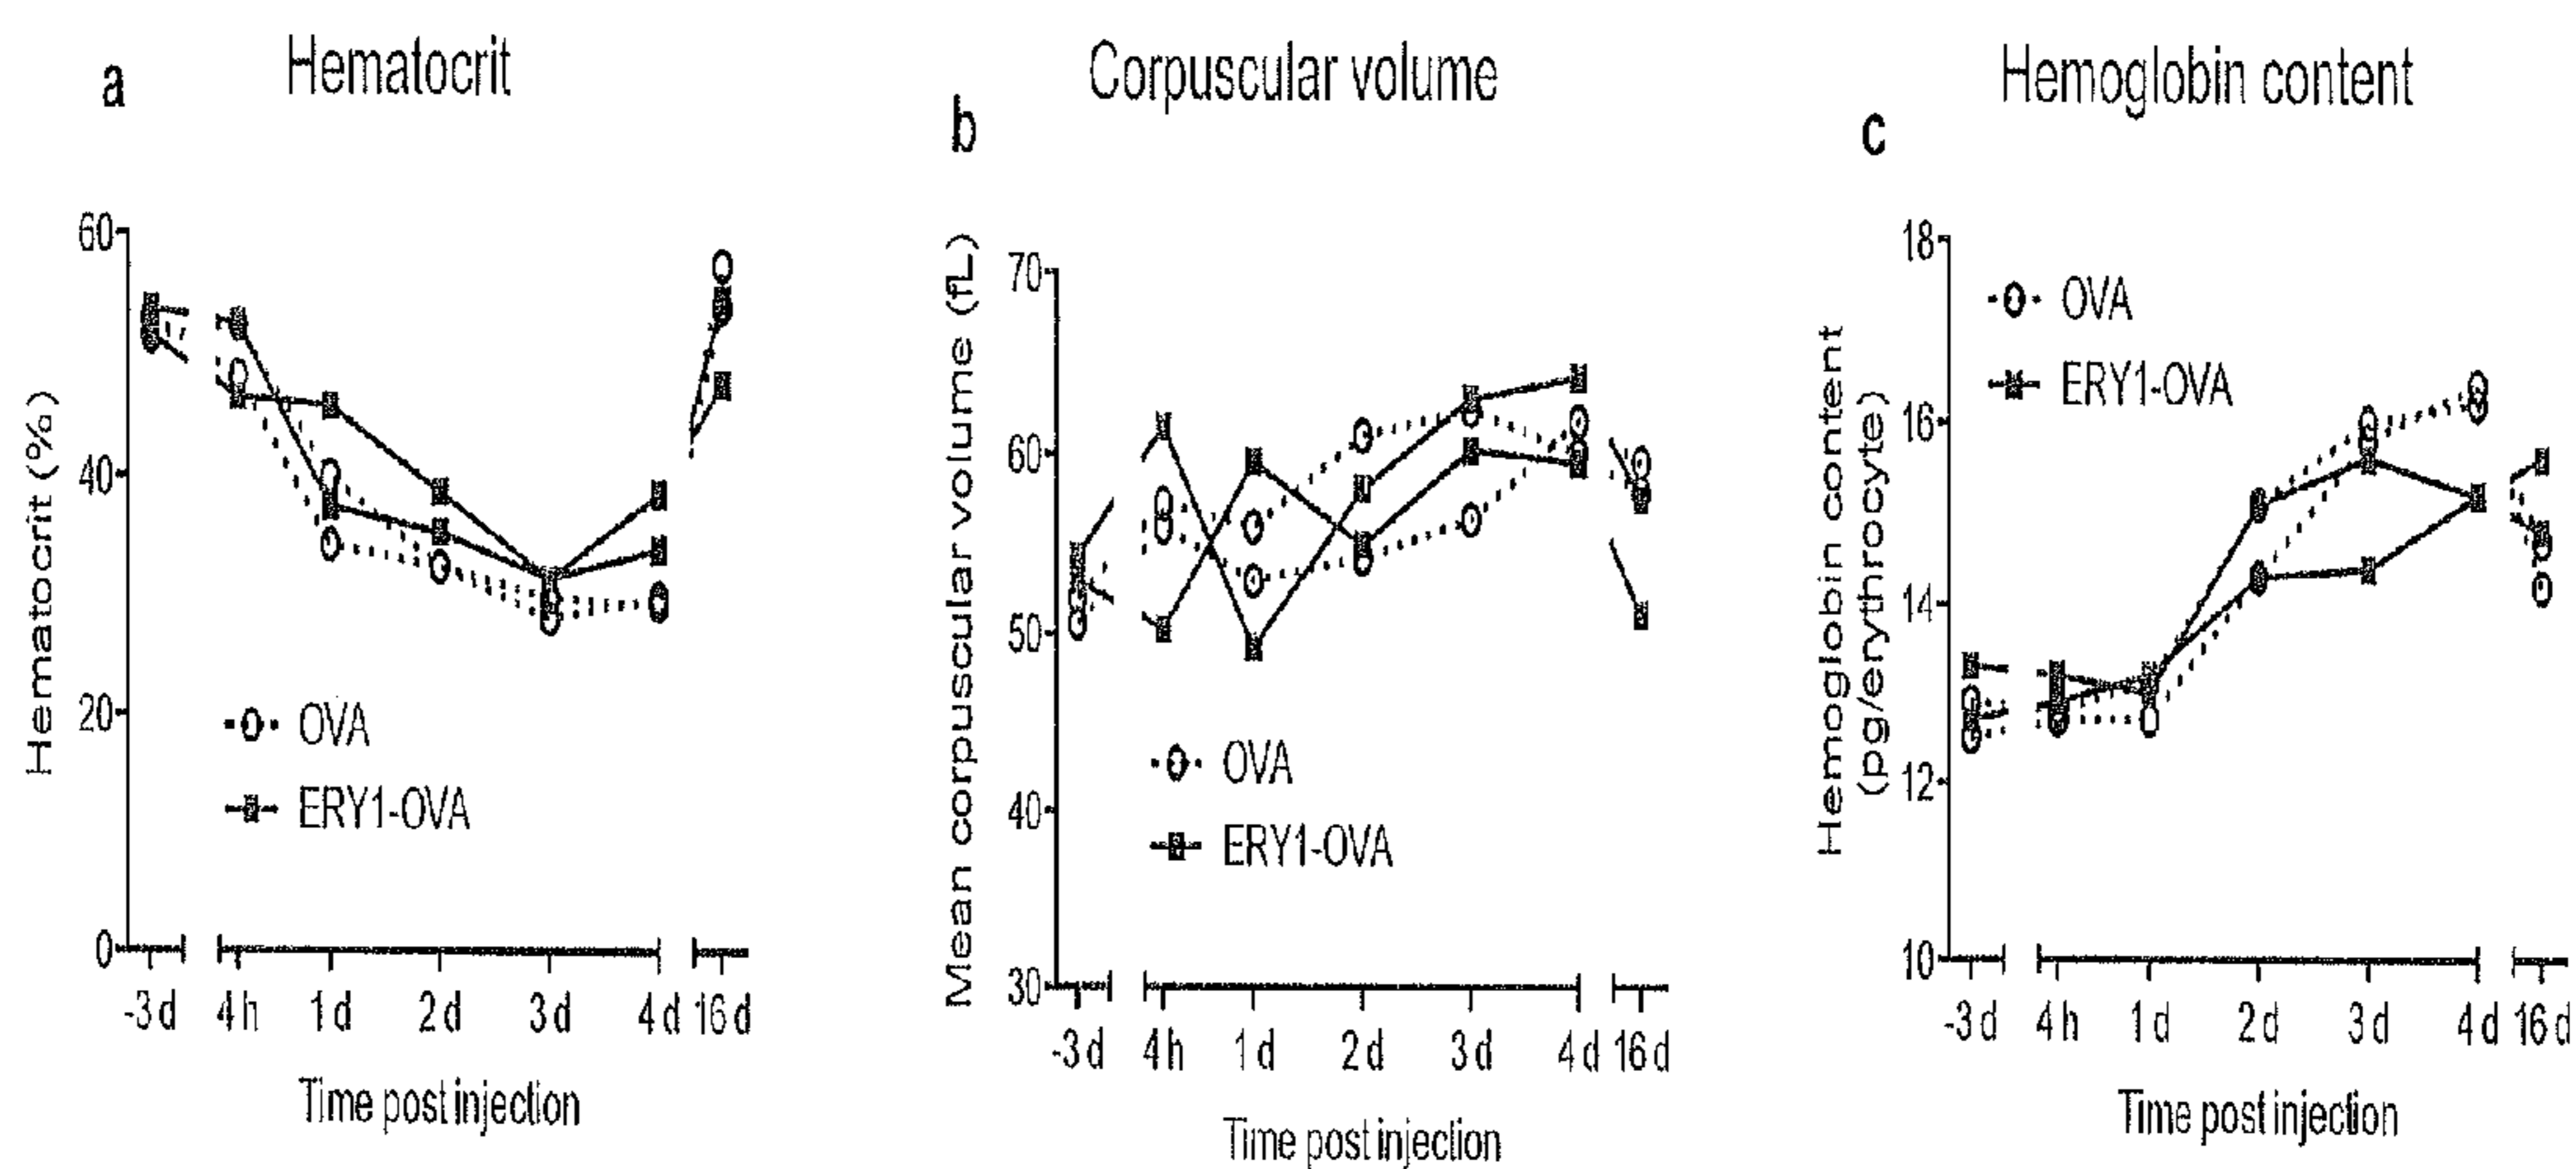 a
Hematocrit
Hematocrit (%)
60
40
20
0
OVA
ERY1-OVA
-3 d 4 h 1 d 2 d 3 d 4 d 16 d
Time post injection
b
Corpuscular volume
Mean corpuscular volume (fL)
70
60
50
40
30
OVA
ERY1-OVA
-3 d 4 h 1 d 2 d 3 d 4 d 16 d
Time post injection
c
Hemoglobin content
Hemoglobin content
(pg/erythrocyte)
18
16
14
12
10
OVA
ERY1-OVA
-3 d 4 h 1 d 2 d 3 d 4 d 16 d
Time post injection